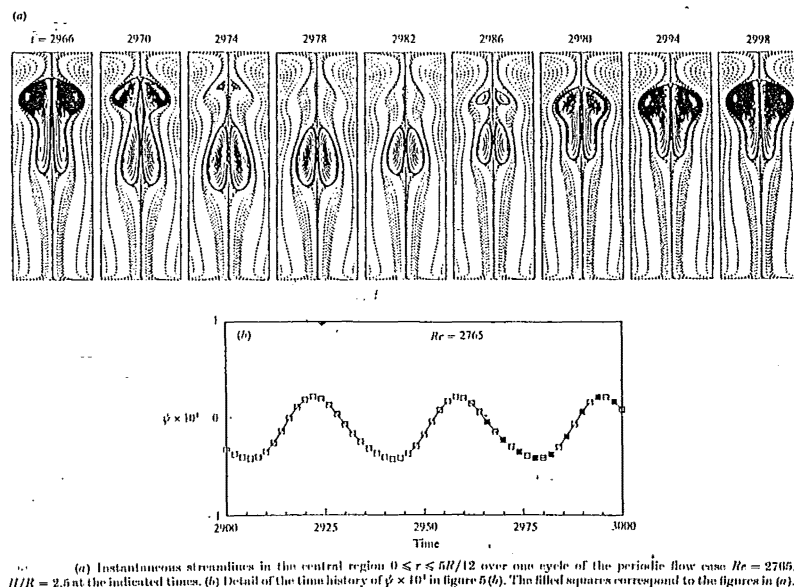 (a)
t = 2966 2970 2974 2978 2982 2986 2990 2994 2998
(b)
Re = 2765
1
ψ × 10⁴
0
-1
2900 2925 2950 2975 3000
Time
(a) Instantaneous streamlines in the central region 0 ⩽ r ⩽ 5R/12 over one cycle of the periodic flow case Re = 2765,
H/R = 2.5 at the indicated times. (b) Detail of the time history of ψ × 10⁴ in figure 5(b). The filled squares correspond to the figures in (a).